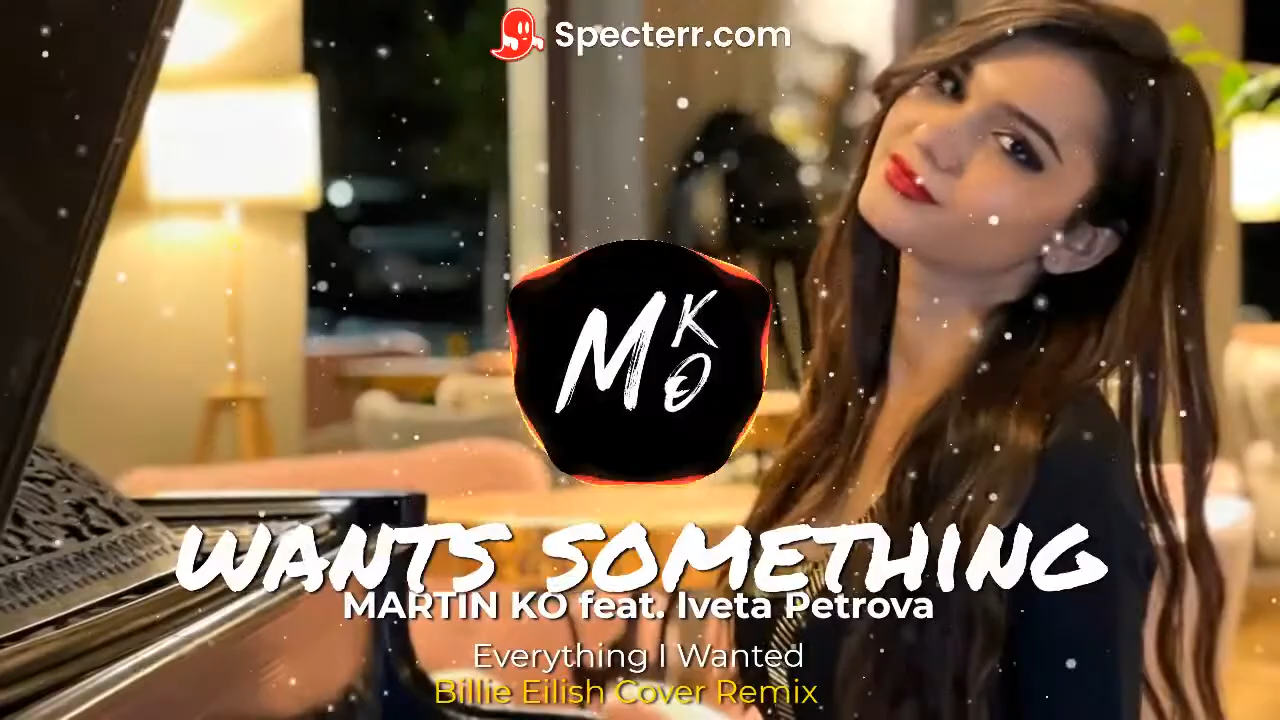 Specterr.com
MKO
WANTS SOMETHING
MARTIN KO feat. Iveta Petrova
Everything I Wanted
Billie Eilish Cover Remix